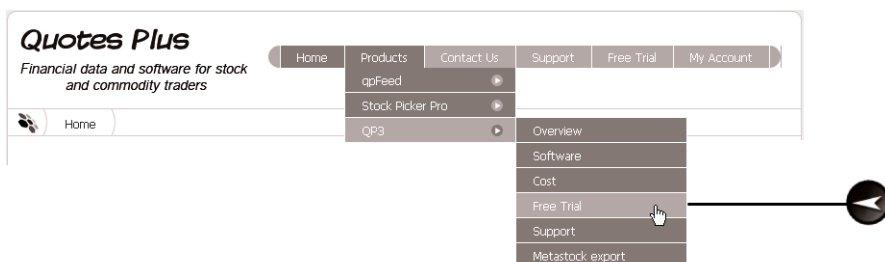 Quotes Plus
Financial data and software for stock
and commodity traders
Home Products Contact Us Support Free Trial My Account
qpFeed
Stock Picker Pro
QP3
Home
Overview
Software
Cost
Free Trial
Support
Metastock export